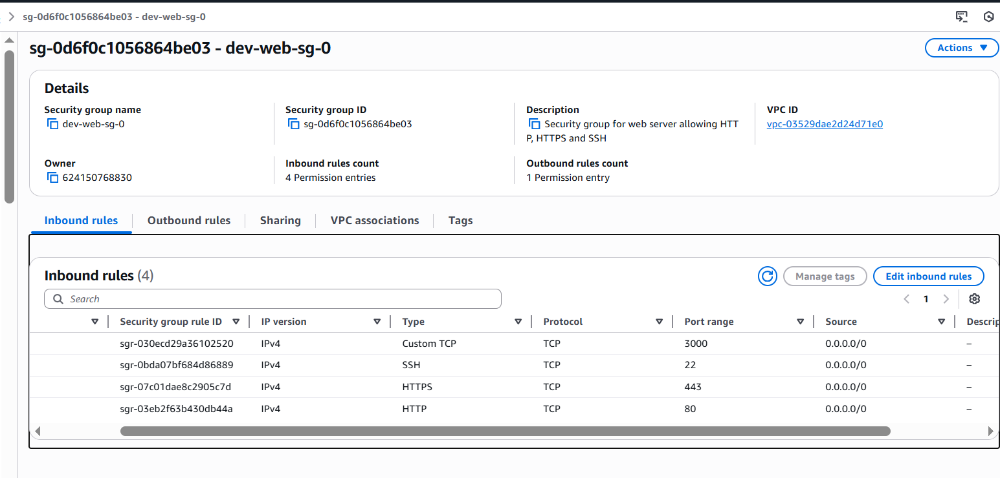 sg-0d6f0c1056864be03 - dev-web-sg-0
sg-0d6f0c1056864be03 - dev-web-sg-0
Actions
Details
Security group name
dev-web-sg-0
Security group ID
sg-0d6f0c1056864be03
Description
Security group for web server allowing HTT
P, HTTPS and SSH
VPC ID
vpc-03529dae2d24d71e0
Owner
624150768830
Inbound rules count
4 Permission entries
Outbound rules count
1 Permission entry
Inbound rules Outbound rules Sharing VPC associations Tags
Inbound rules (4)
Manage tags
Edit inbound rules
Search
1
Security group rule ID IP version Type Protocol Port range Source Descrip
sgr-030ecd29a36102520 IPv4 Custom TCP TCP 3000 0.0.0.0/0 –
sgr-0bda07bf684d86889 IPv4 SSH TCP 22 0.0.0.0/0 –
sgr-07c01dae8c2905c7d IPv4 HTTPS TCP 443 0.0.0.0/0 –
sgr-03eb2f63b430db44a IPv4 HTTP TCP 80 0.0.0.0/0 –